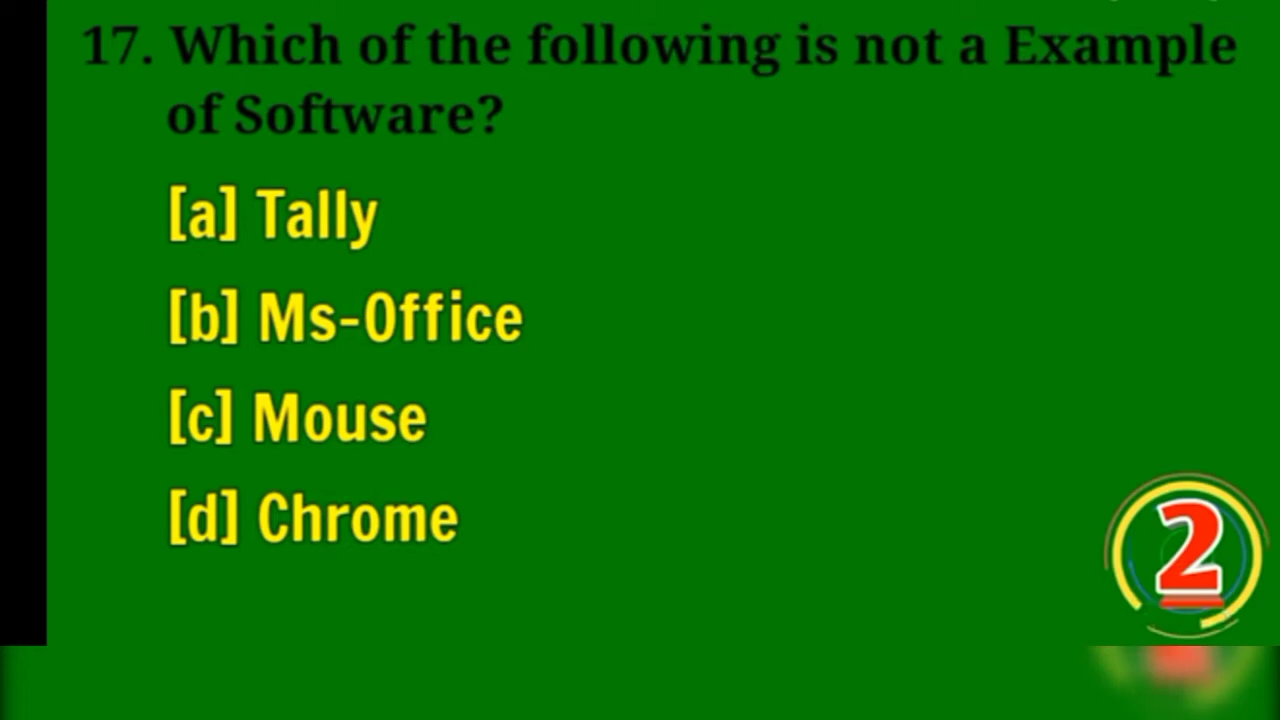 17. Which of the following is not a Example
of Software?
[a] Tally
[b] Ms-Office
[c] Mouse
[d] Chrome
2